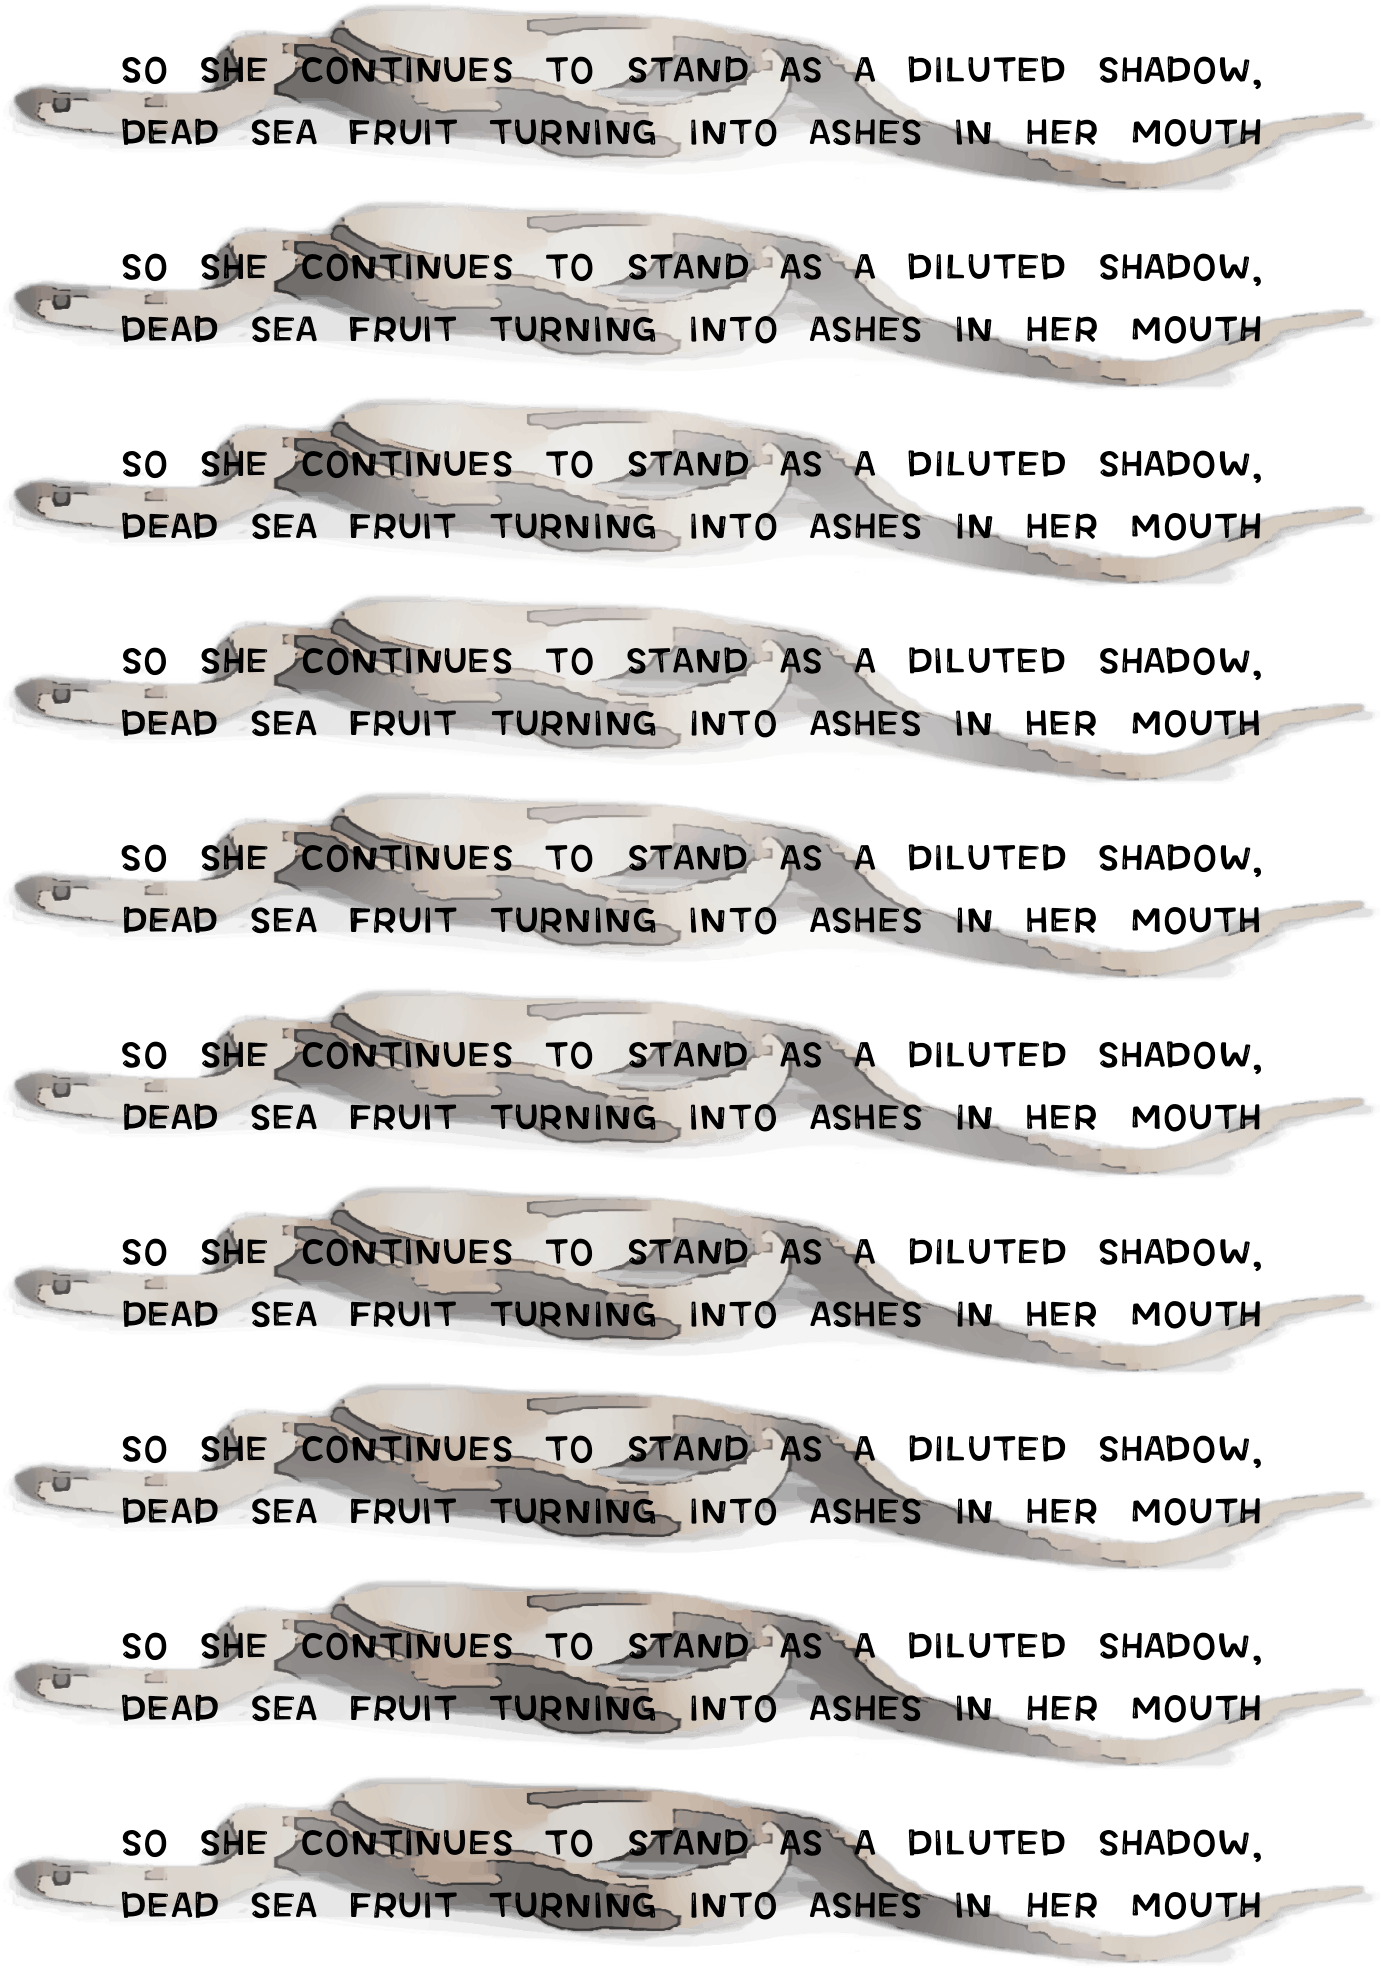 SO SHE CONTINUES TO STAND AS A DILUTED SHADOW,
DEAD SEA FRUIT TURNING INTO ASHES IN HER MOUTH
SO SHE CONTINUES TO STAND AS A DILUTED SHADOW,
DEAD SEA FRUIT TURNING INTO ASHES IN HER MOUTH
SO SHE CONTINUES TO STAND AS A DILUTED SHADOW,
DEAD SEA FRUIT TURNING INTO ASHES IN HER MOUTH
SO SHE CONTINUES TO STAND AS A DILUTED SHADOW,
DEAD SEA FRUIT TURNING INTO ASHES IN HER MOUTH
SO SHE CONTINUES TO STAND AS A DILUTED SHADOW,
DEAD SEA FRUIT TURNING INTO ASHES IN HER MOUTH
SO SHE CONTINUES TO STAND AS A DILUTED SHADOW,
DEAD SEA FRUIT TURNING INTO ASHES IN HER MOUTH
SO SHE CONTINUES TO STAND AS A DILUTED SHADOW,
DEAD SEA FRUIT TURNING INTO ASHES IN HER MOUTH
SO SHE CONTINUES TO STAND AS A DILUTED SHADOW,
DEAD SEA FRUIT TURNING INTO ASHES IN HER MOUTH
SO SHE CONTINUES TO STAND AS A DILUTED SHADOW,
DEAD SEA FRUIT TURNING INTO ASHES IN HER MOUTH
SO SHE CONTINUES TO STAND AS A DILUTED SHADOW,
DEAD SEA FRUIT TURNING INTO ASHES IN HER MOUTH